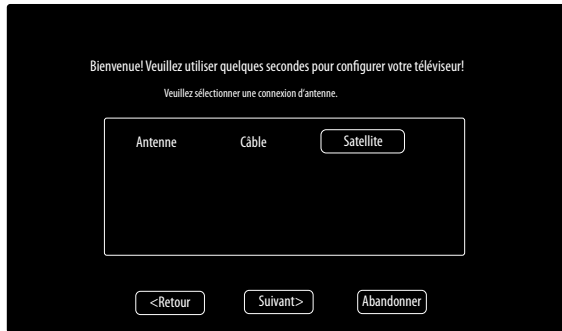 Bienvenue! Veuillez utiliser quelques secondes pour configurer votre téléviseur!
Veuillez sélectionner une connexion d'antenne.
Antenne Câble Satellite
<Retour Suivant> Abandonner